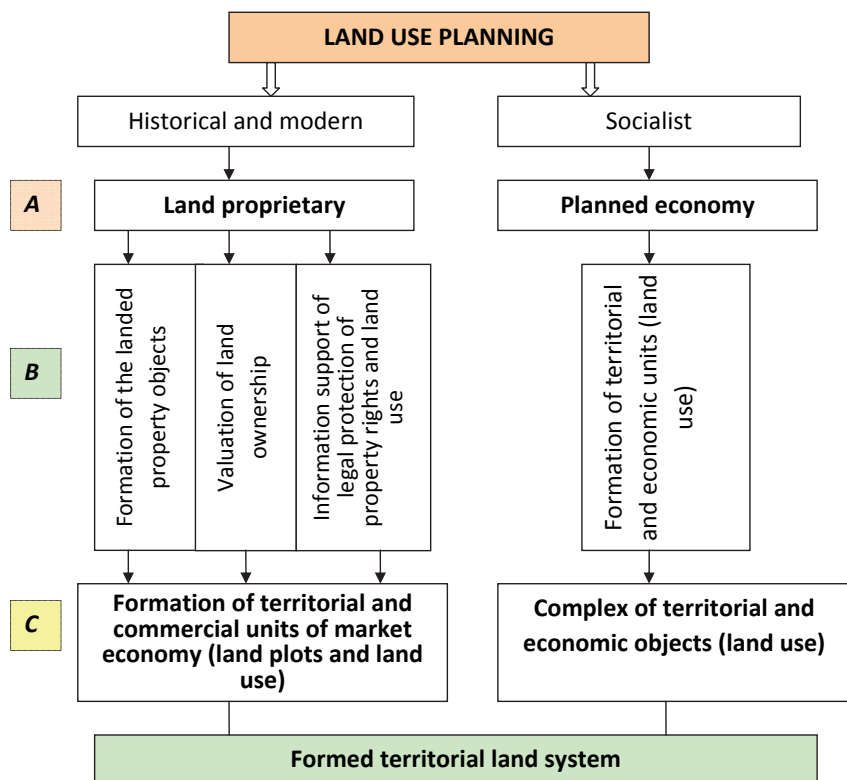 LAND USE PLANNING
Historical and modern
Socialist
A
Land proprietary
Planned economy
B
Formation of the landed
property objects
Valuation of land
ownership
Information support of
legal protection of
property rights and land
use
Formation of territorial
and economic units (land
use)
C
Formation of territorial and
commercial units of market
economy (land plots and land
use)
Complex of territorial and
economic objects (land use)
Formed territorial land system